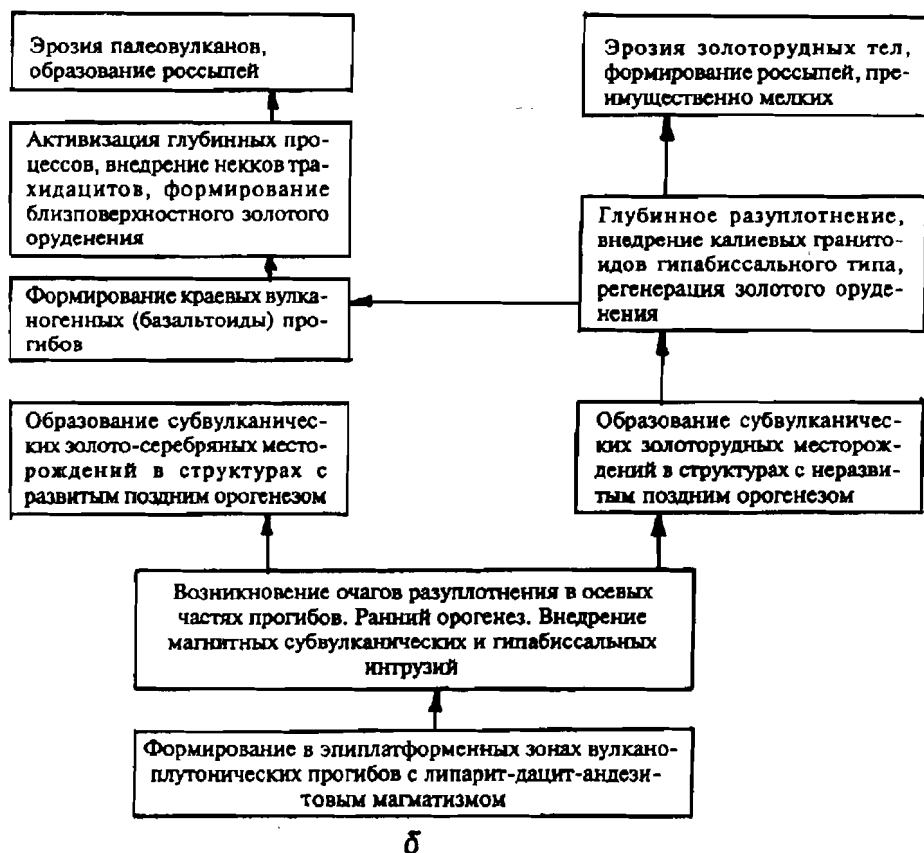 Эрозия палеовулканов,
образование россыпей
Эрозия золоторудных тел,
формирование россыпей, пре-
имущественно мелких
Активизация глубинных про-
цессов, внедрение некков тра-
хидацитов, формирование
близповерхностного золотого
оруденения
Глубинное разуплотнение,
внедрение калиевых гранито-
идов гипабиссального типа,
регенерация золотого оруде-
нения
Формирование краевых вулка-
ногенных (базальтоиды) про-
гибов
Образование субвулканичес-
ких золото-серебряных место-
рождений в структурах с
развитым поздним орогенезом
Образование субвулканичес-
ких золоторудных месторож-
дений в структурах с неразви-
тым поздним орогенезом
Возникновение очагов разуплотнения в осевых
частях прогибов. Ранний орогенез. Внедрение
магнитных субвулканических и гипабиссальных
интрузий
Формирование в эпиплатформенных зонах вулкано-
плутонических прогибов с липарит-дацит-андези-
товым магматизмом
б